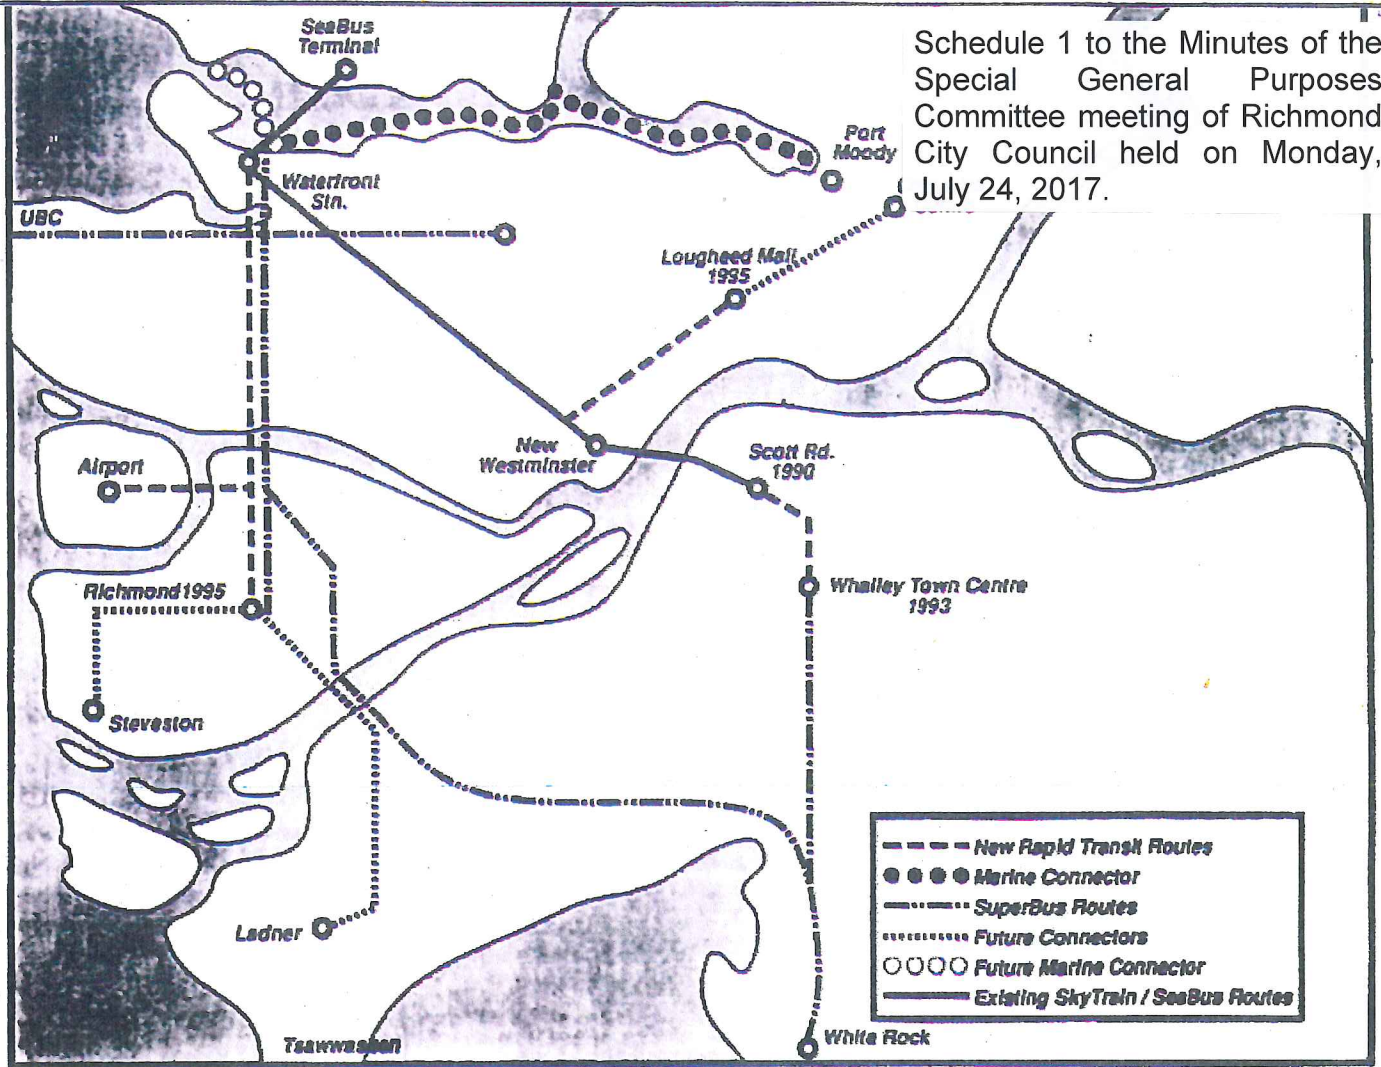 SeaBus
Terminal
Schedule 1 to the Minutes of the
Special General Purposes
Committee meeting of Richmond
City Council held on Monday,
July 24, 2017.
Port
Moody
Waterfront
Stn.
UBC
Lougheed Mall
1995
New
Westminster
Scott Rd.
1990
Airport
Richmond 1995
Whalley Town Centre
1993
Steveston
Ladner
Tsawwassen
White Rock
New Rapid Transit Routes
Marine Connector
SuperBus Routes
Future Connectors
Future Marine Connector
Existing SkyTrain / SeaBus Routes